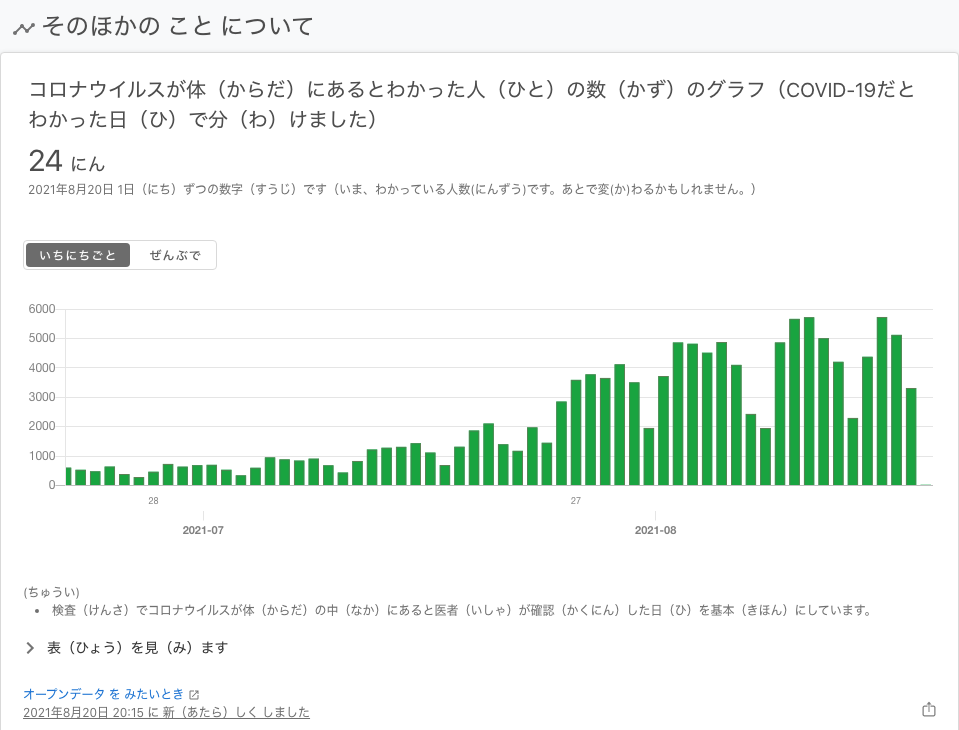 そのほかの こと について
コロナウイルスが体（からだ）にあるとわかった人（ひと）の数（かず）のグラフ（COVID-19だと
わかった日（ひ）で分（わ）けました）
24 にん
2021年8月20日 1日（にち）ずつの数字（すうじ）です（いま、わかっている人数(にんずう)です。あとで変(か)わるかもしれません。）
いちにちごと ぜんぶで
6000
5000
4000
3000
2000
1000
0
28 27
2021-07 2021-08
(ちゅうい)
• 検査（けんさ）でコロナウイルスが体（からだ）の中（なか）にあると医者（いしゃ）が確認（かくにん）した日（ひ）を基本（きほん）にしています。
表（ひょう）を見（み）ます
オープンデータ を みたいとき
2021年8月20日 20:15 に 新（あたら）しく しました